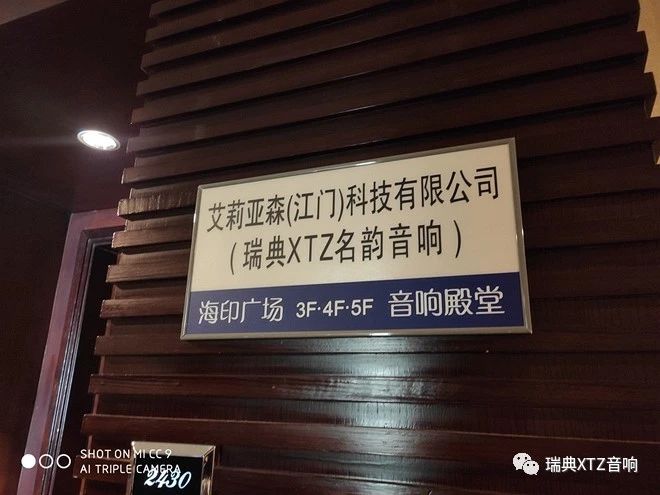 艾莉亚森(江门)科技有限公司
(瑞典XTZ名韵音响)
海印广场 3F·4F·5F 音响殿堂
2430
SHOT ON MI CC 9
AI TRIPLE CAMERA
瑞典XTZ音响